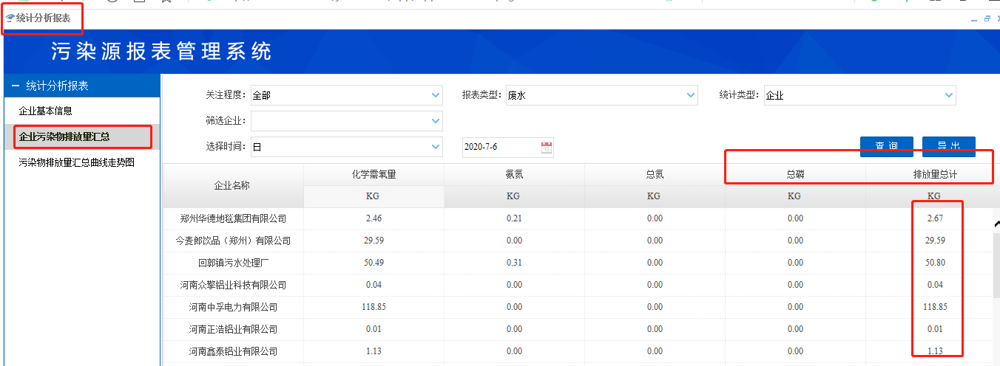 统计分析报表
污染源报表管理系统
统计分析报表
企业基本信息
企业污染物排放量汇总
污染物排放量汇总曲线走势图
关注程度: 全部 报表类型: 废水 统计类型: 企业
筛选企业:
选择时间: 日 2020-7-6 查 询 导 出
企业名称 化学需氧量 氨氮 总氮 总磷 排放量总计
KG KG KG KG KG
郑州华德地毯集团有限公司 2.46 0.21 0.00 0.00 2.67
今麦郎饮品（郑州）有限公司 29.59 0.00 0.00 0.00 29.59
回郭镇污水处理厂 50.49 0.31 0.00 0.00 50.80
河南众擎铝业科技有限公司 0.04 0.00 0.00 0.00 0.04
河南中孚电力有限公司 118.85 0.00 0.00 0.00 118.85
河南正浩铝业有限公司 0.01 0.00 0.00 0.00 0.01
河南鑫泰铝业有限公司 1.13 0.00 0.00 0.00 1.13